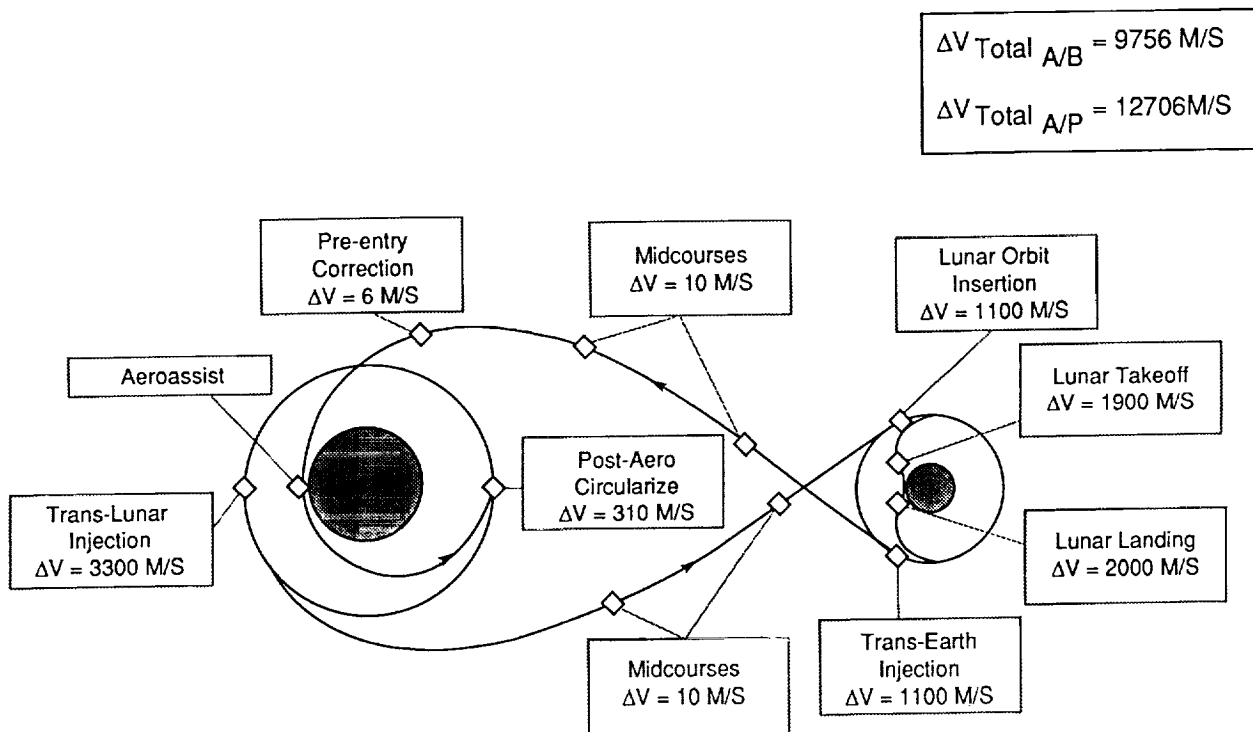 ΔV Total A/B = 9756 M/S
ΔV Total A/P = 12706M/S
Pre-entry
Correction
ΔV = 6 M/S
Midcourses
ΔV = 10 M/S
Lunar Orbit
Insertion
ΔV = 1100 M/S
Aeroassist
Lunar Takeoff
ΔV = 1900 M/S
Trans-Lunar
Injection
ΔV = 3300 M/S
Post-Aero
Circularize
ΔV = 310 M/S
Lunar Landing
ΔV = 2000 M/S
Midcourses
ΔV = 10 M/S
Trans-Earth
Injection
ΔV = 1100 M/S